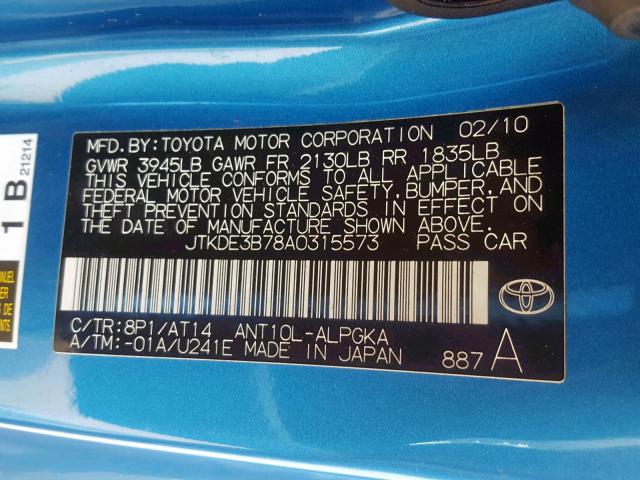 MFD.BY:TOYOTA MOTOR CORPORATION 02/10
GVWR 3945LB GAWR FR 2130LB RR 1835LB
THIS VEHICLE CONFORMS TO ALL APPLICABLE
FEDERAL MOTOR VEHICLE SAFETY, BUMPER, AND
THEFT PREVENTION STANDARDS IN EFFECT ON
THE DATE OF MANUFACTURE SHOWN ABOVE.
JTKDE3B78A0315573 PASS CAR
C/TR:8P1/AT14 ANT10L-ALPGKA
A/TM:-01A/U241E MADE IN JAPAN 887 A
1 B 21214